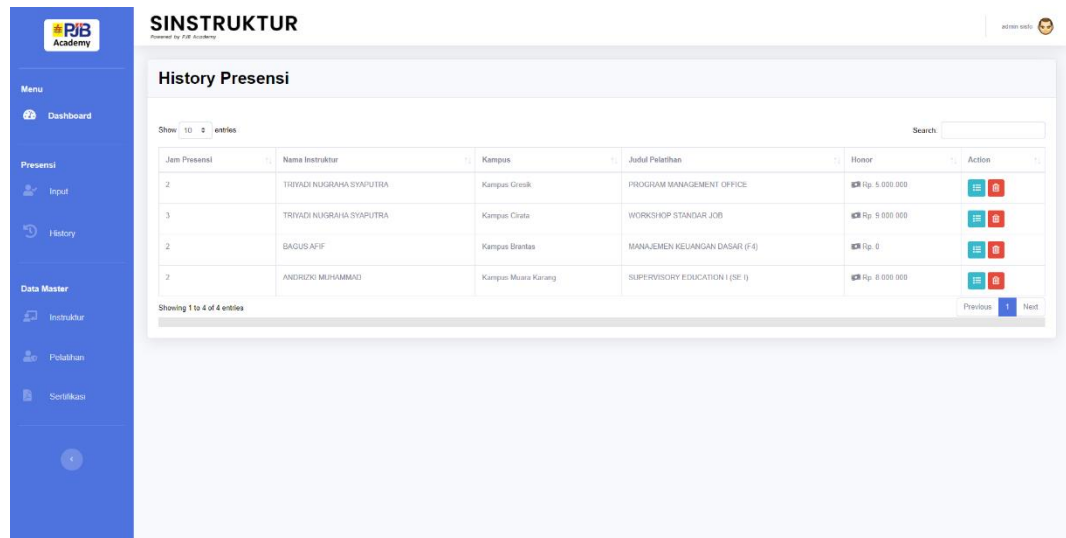 PJB
Academy
SINSTRUKTUR
Powered by PJB Academy
Menu
Dashboard
Presensi
Input
History
Data Master
Instruktur
Pelatihan
Sertifikasi
History Presensi
Show 10 entries
Search:
Jam Presensi Nama Instruktur Kampus Judul Pelatihan Honor Action
2 TRIYADI NUGRAHA SYAPUTRA Kampus Gresik PROGRAM MANAGEMENT OFFICE Rp. 5.000.000
3 TRIYADI NUGRAHA SYAPUTRA Kampus Cirata WORKSHOP STANDAR JOB Rp. 9.000.000
2 BAGUS AFIF Kampus Brantas MANAJEMEN KEUANGAN DASAR (F4) Rp. 0
2 ANDRIZKI MUHAMMAD Kampus Muara Karang SUPERVISORY EDUCATION I (SE I) Rp. 8.000.000
Showing 1 to 4 of 4 entries
Previous 1 Next
admin